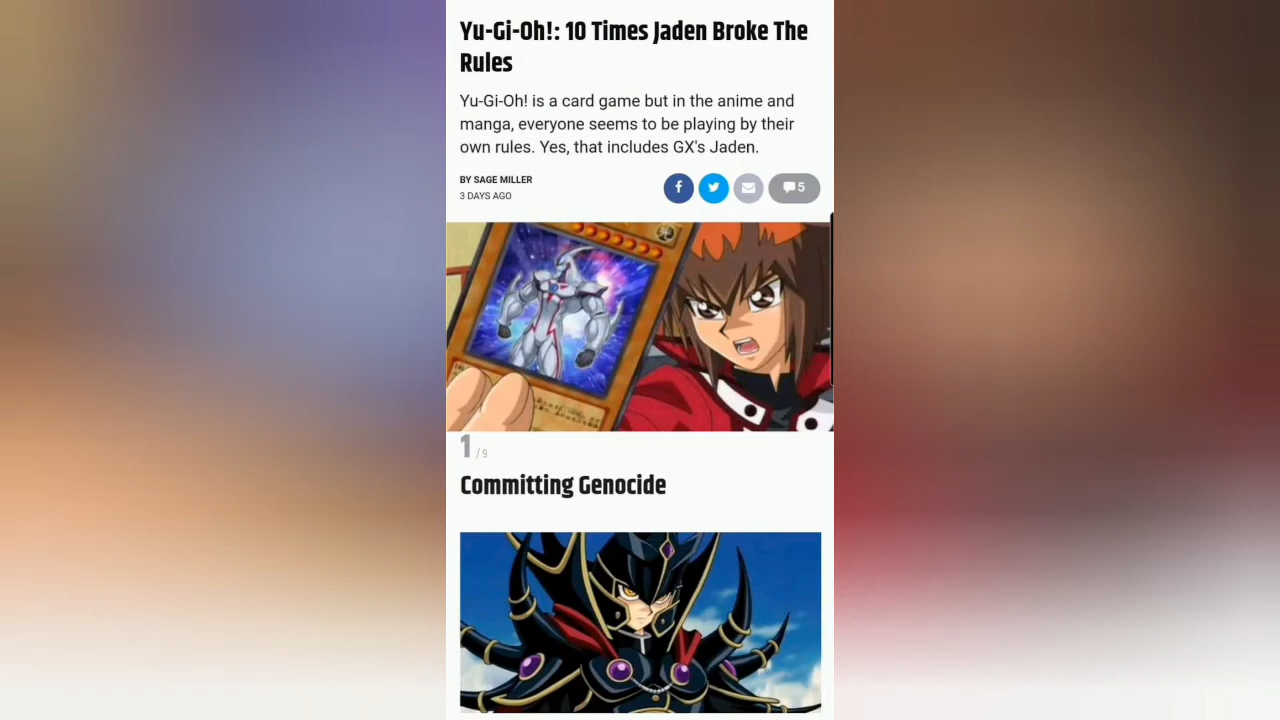 Yu-Gi-Oh!: 10 Times Jaden Broke The
Rules
Yu-Gi-Oh! is a card game but in the anime and
manga, everyone seems to be playing by their
own rules. Yes, that includes GX's Jaden.
BY SAGE MILLER
3 DAYS AGO
5
1 / 9
Committing Genocide